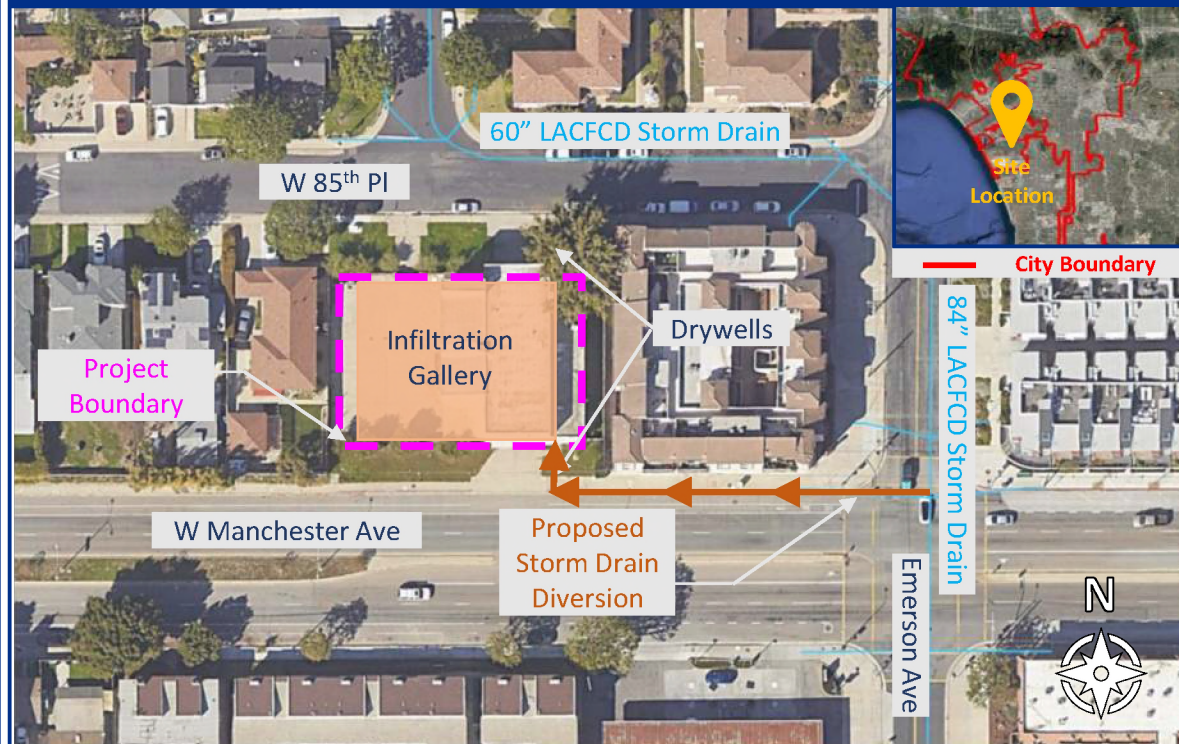 60” LACFCD Storm Drain
W 85th Pl
Site
Location
City Boundary
Infiltration
Gallery
Drywells
Project
Boundary
84” LACFCD Storm Drain
W Manchester Ave
Proposed
Storm Drain
Diversion
Emerson Ave
N